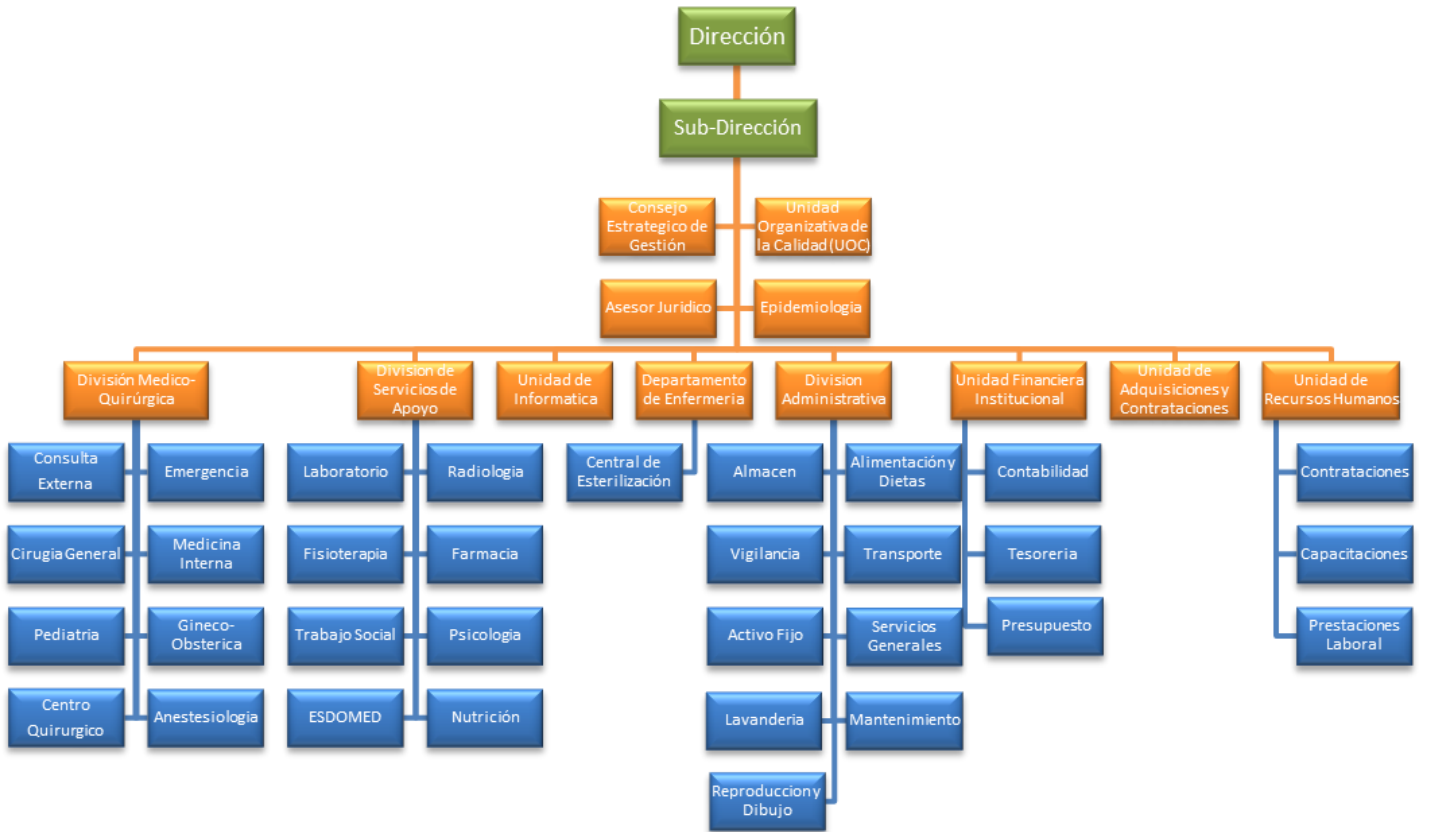 Dirección
Sub-Dirección
Consejo
Estrategico de
Gestión
Unidad
Organizativa de
la Calidad (UOC)
Asesor Juridico
Epidemiologia
División Medico-
Quirúrgica
Division de
Servicios de
Apoyo
Unidad de
Informatica
Departamento
de Enfermeria
Division
Administrativa
Unidad Financiera
Institucional
Unidad de
Adquisiciones y
Contrataciones
Unidad de
Recursos Humanos
Consulta
Externa
Emergencia
Cirugia General
Medicina
Interna
Pediatria
Gineco-
Obsterica
Centro
Quirurgico
Anestesiologia
Laboratorio
Radiologia
Fisioterapia
Farmacia
Trabajo Social
Psicologia
ESDOMED
Nutrición
Central de
Esterilización
Almacen
Alimentación y
Dietas
Vigilancia
Transporte
Activo Fijo
Servicios
Generales
Lavanderia
Mantenimiento
Reproduccion y
Dibujo
Contabilidad
Tesoreria
Presupuesto
Contrataciones
Capacitaciones
Prestaciones
Laboral